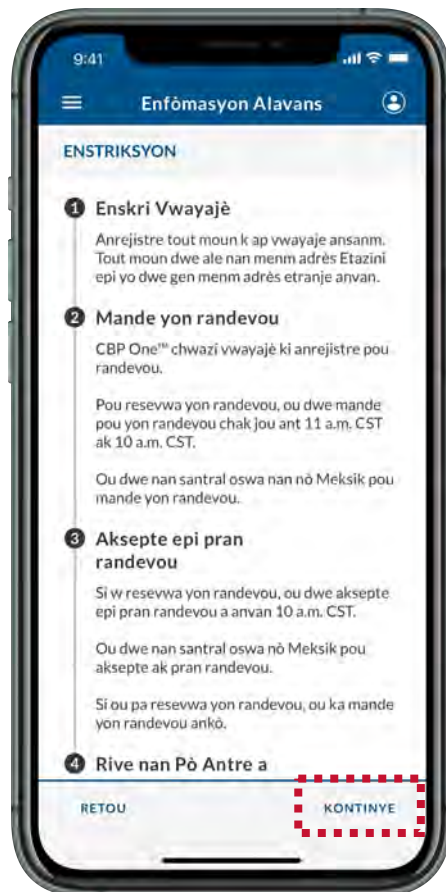 9:41
Enfòmasyon Alavans
ENSTRIKSYON
1 Enskri Vwayajè
Anrejistre tout moun k ap vwayaje ansanm.
Tout moun dwe ale nan menm adrès Etazini
epi yo dwe gen menm adrès etranje anvan.
2 Mande yon randevou
CBP One™ chwazi vwayajè ki anrejistre pou
randevou.
Pou resevwa yon randevou, ou dwe mande
pou yon randevou chak jou ant 11 a.m. CST
ak 10 a.m. CST.
Ou dwe nan santral oswa nan nò Meksik pou
mande yon randevou.
3 Aksepte epi pran
randevou
Si w resevwa yon randevou, ou dwe aksepte
epi pran randevou a anvan 10 a.m. CST.
Ou dwe nan santral oswa nò Meksik pou
aksepte ak pran randevou.
Si ou pa resevwa yon randevou, ou ka mande
yon randevou ankò.
4 Rive nan Pò Antre a
RETOU
KONTINYE